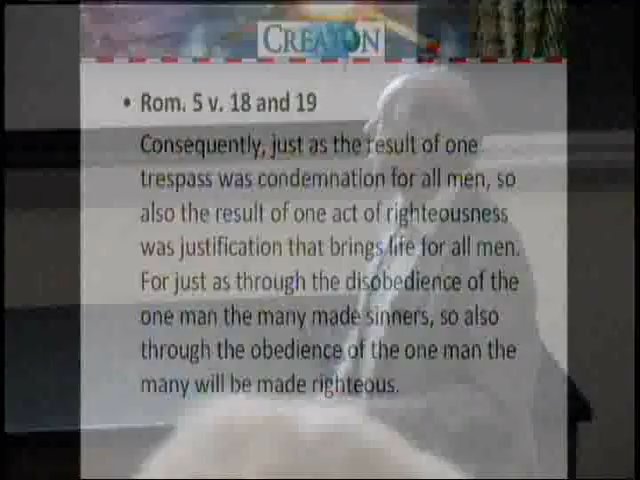 CREATION
• Rom. 5 v. 18 and 19
Consequently, just as the result of one
trespass was condemnation for all men, so
also the result of one act of righteousness
was justification that brings life for all men.
For just as through the disobedience of the
one man the many made sinners, so also
through the obedience of the one man the
many will be made righteous.